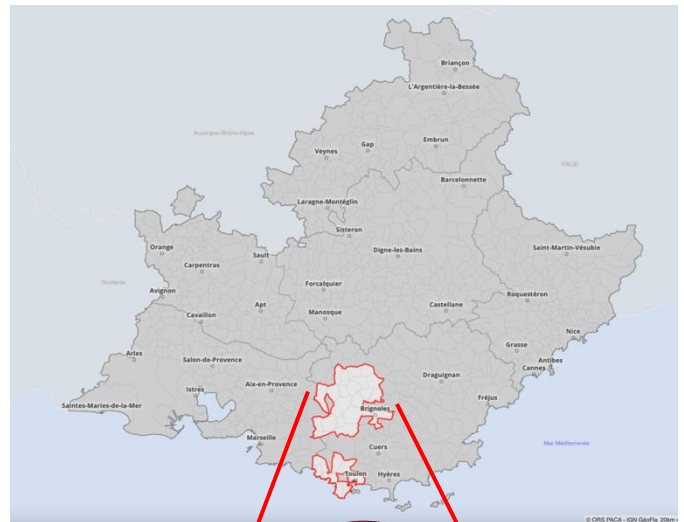 Briançon
L'Argentière-la-Bessée
Auvergne-Rhône-Alpes
Embrun
Gap
Veynes
ITALIE
Barcelonnette
Laragne-Montéglin
Sisteron
Orange
Saint-Martin-Vésubie
Digne-les-Bains
Sault
Carpentras
Occitanie
Forcalquier
Avignon
Roquestéron
Apt
Castellane
Manosque
Cavaillon
Nice
Grasse
Arles
Salon-de-Provence
Antibes
Cannes
Draguignan
Aix-en-Provence
Istres
Fréjus
Saintes-Maries-de-la-Mer
Brignoles
Marseille
Mer Méditerranée
Cuers
Toulon
Hyères
© ORS PACA - IGN GéoFla 20km